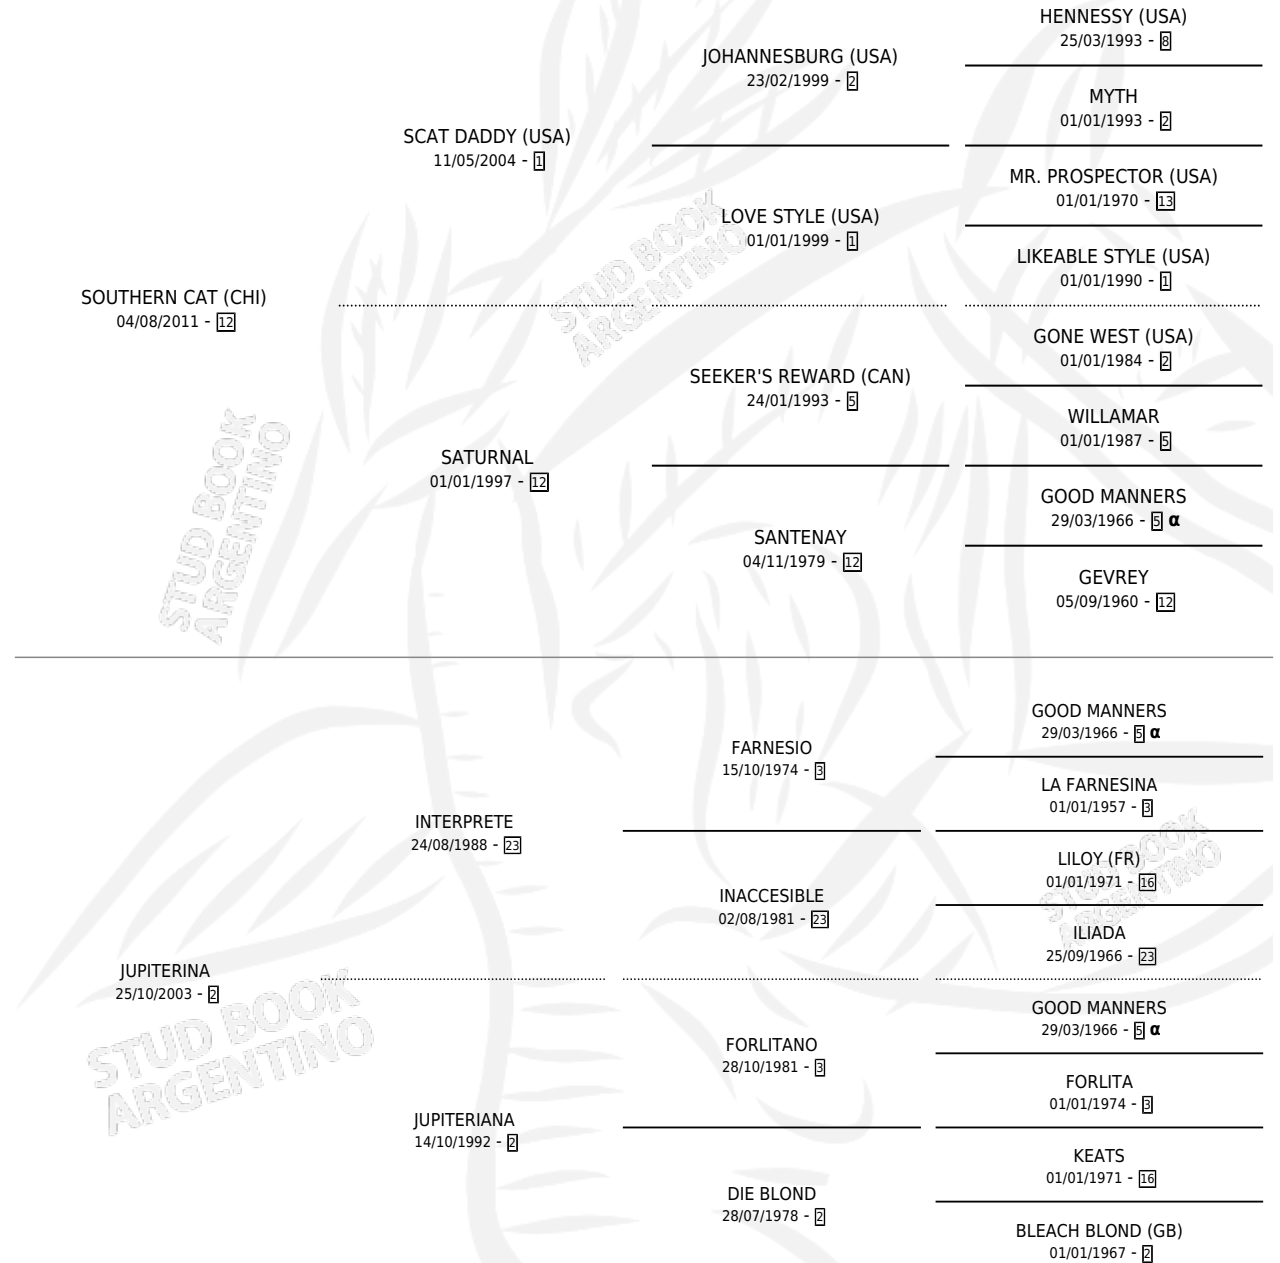 HENNESSY (USA)
25/03/1993 - 8
JOHANNESBURG (USA)
23/02/1999 - 2
MYTH
01/01/1993 - 2
SCAT DADDY (USA)
11/05/2004 - 1
MR. PROSPECTOR (USA)
01/01/1970 - 13
LOVE STYLE (USA)
01/01/1999 - 1
LIKEABLE STYLE (USA)
01/01/1990 - 1
SOUTHERN CAT (CHI)
04/08/2011 - 12
GONE WEST (USA)
01/01/1984 - 2
SEEKER'S REWARD (CAN)
24/01/1993 - 5
WILLAMAR
01/01/1987 - 5
SATURNAL
01/01/1997 - 12
GOOD MANNERS
29/03/1966 - 5 α
SANTENAY
04/11/1979 - 12
GEVREY
05/09/1960 - 12
GOOD MANNERS
29/03/1966 - 5 α
FARNESIO
15/10/1974 - 3
LA FARNESINA
01/01/1957 - 3
INTERPRETE
24/08/1988 - 23
LILOY (FR)
01/01/1971 - 16
INACCESIBLE
02/08/1981 - 23
ILIADA
25/09/1966 - 23
JUPITERINA
25/10/2003 - 2
GOOD MANNERS
29/03/1966 - 5 α
FORLITANO
28/10/1981 - 3
FORLITA
01/01/1974 - 3
JUPITERIANA
14/10/1992 - 2
KEATS
01/01/1971 - 16
DIE BLOND
28/07/1978 - 2
BLEACH BLOND (GB)
01/01/1967 - 2
STUD BOOK
ARGENTINO
STUD BOOK
ARGENTINO
STUD BOOK
ARGENTINO
STUD BOOK
ARGENTINO